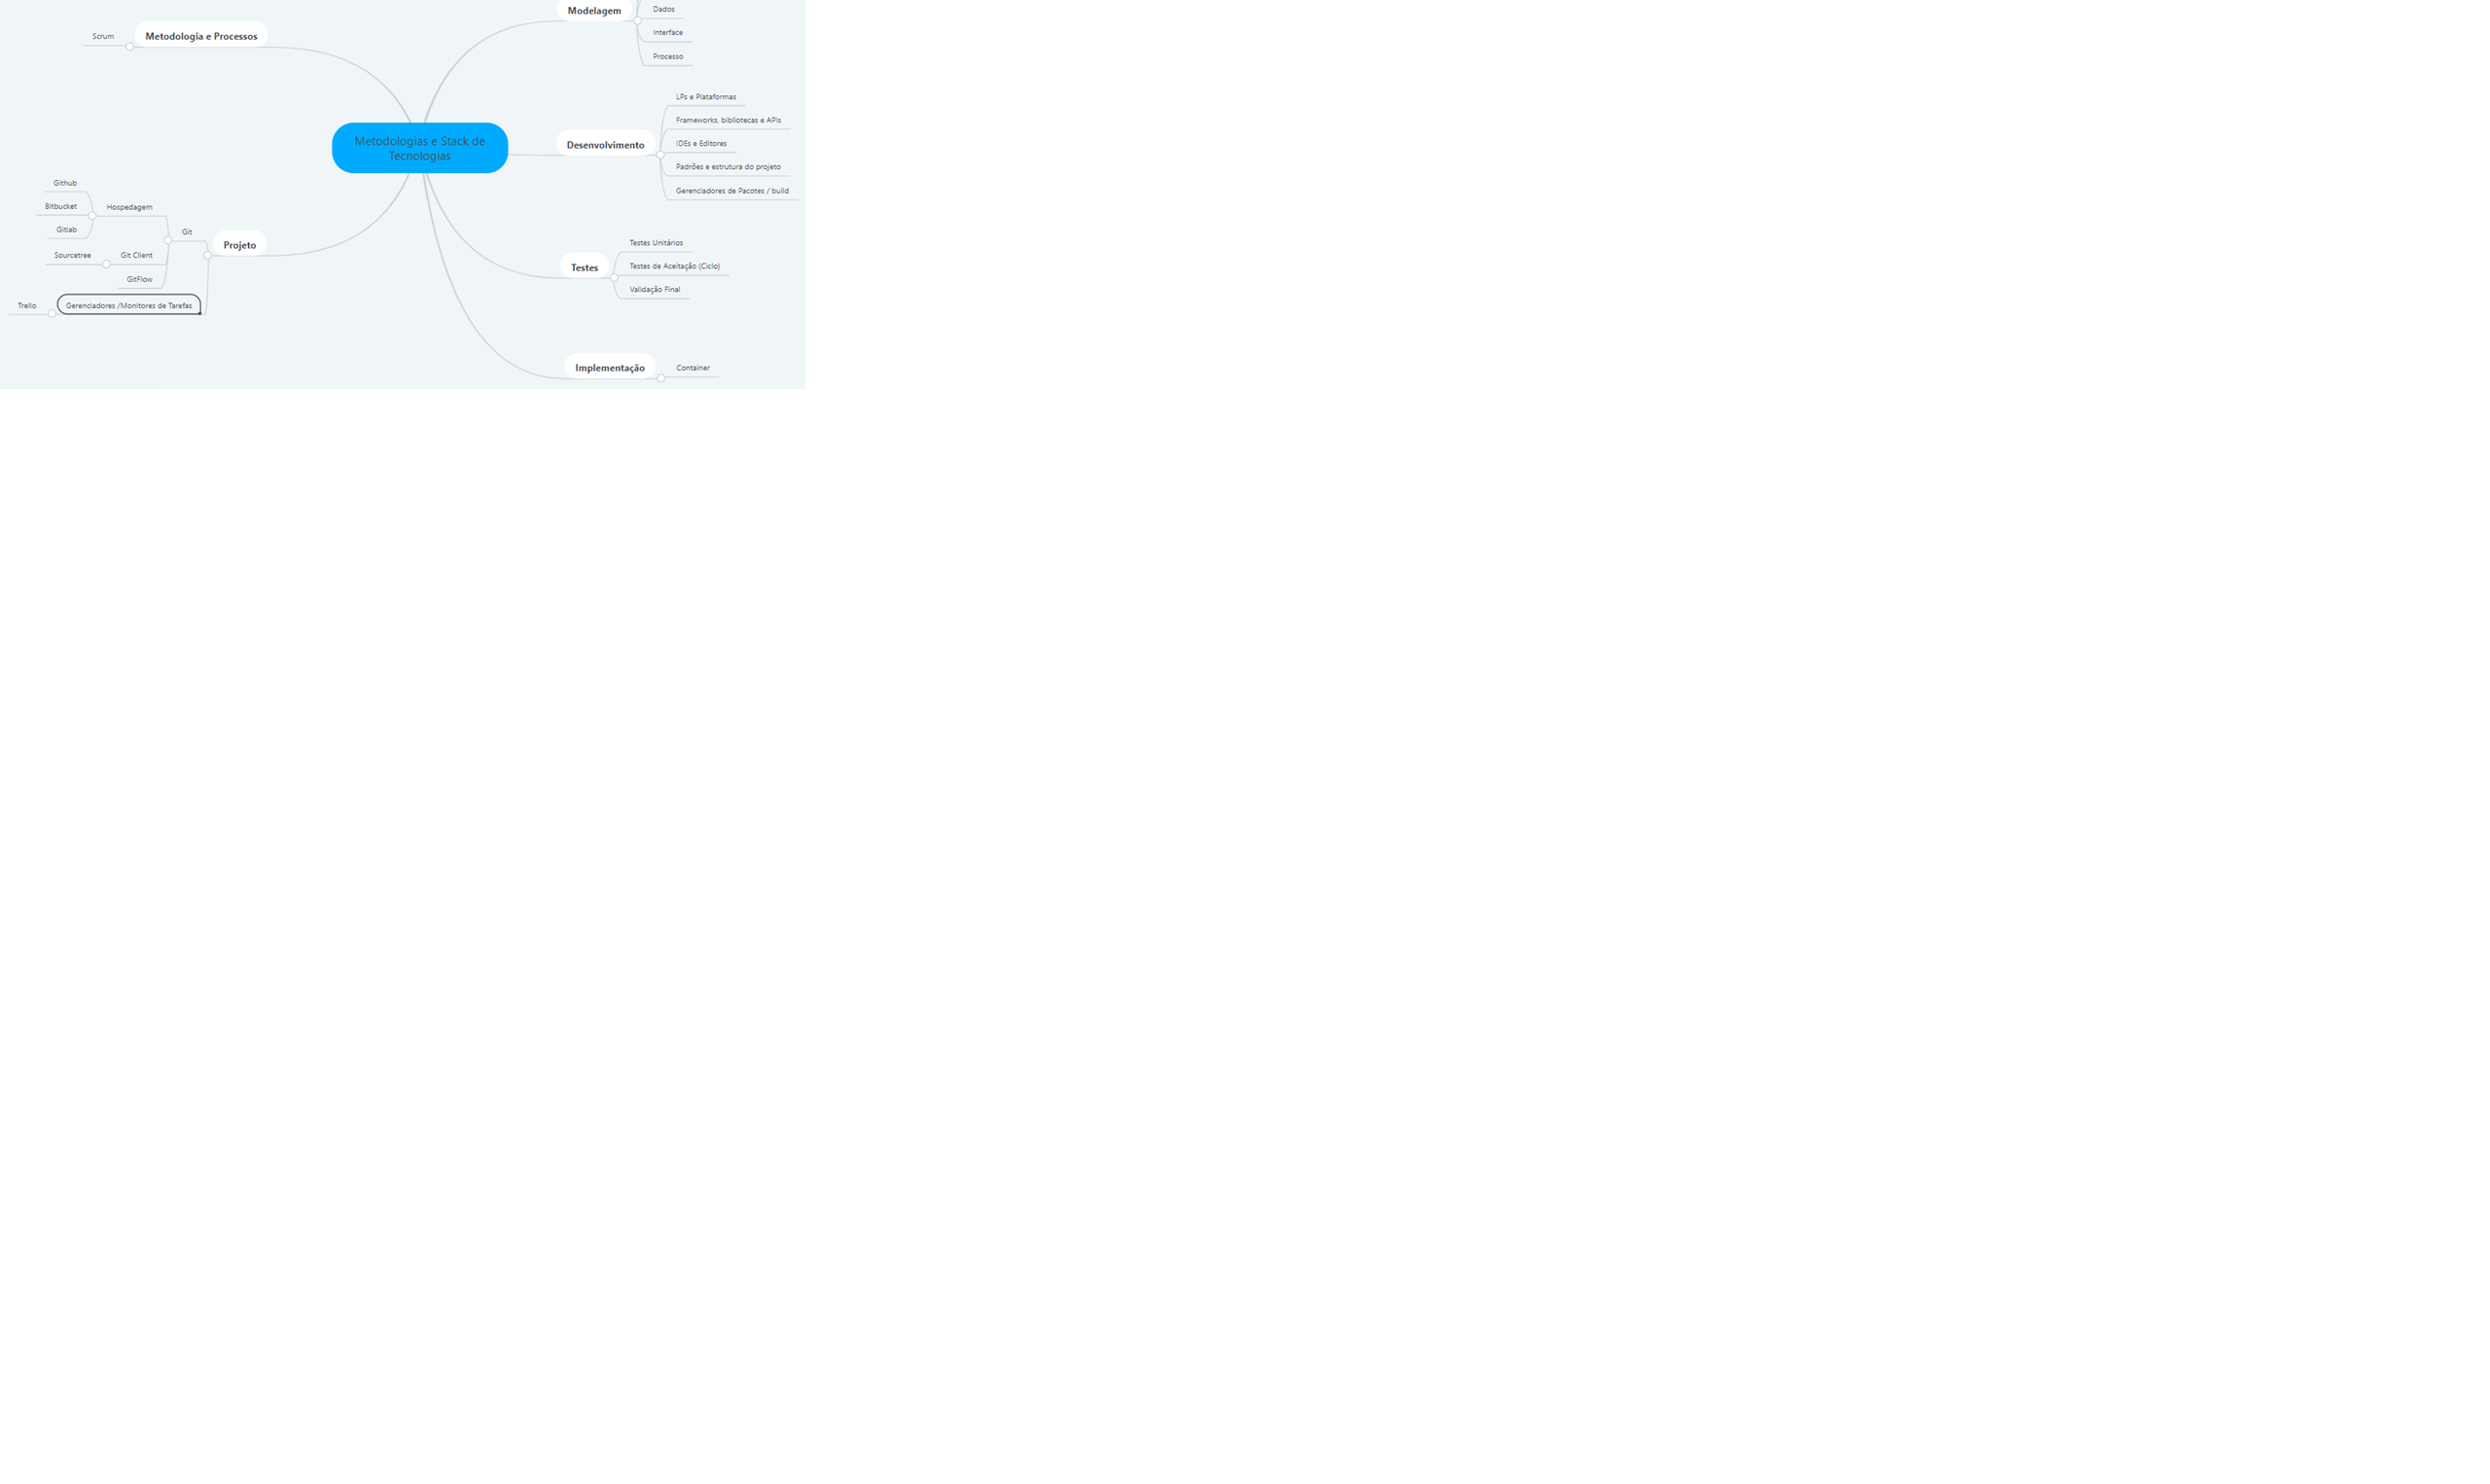 Metodologias e Stack de
Tecnologias
Metodologia e Processos
Scrum
Projeto
Git
Hospedagem
Github
Bitbucket
Gitlab
Git Client
Sourcetree
GitFlow
Gerenciadores /Monitores de Tarefas
Trello
Modelagem
Dados
Interface
Processo
Desenvolvimento
LPs e Plataformas
Frameworks, bibliotecas e APIs
IDEs e Editores
Padrões e estrutura do projeto
Gerenciadores de Pacotes / build
Testes
Testes Unitários
Testes de Aceitação (Ciclo)
Validação Final
Implementação
Container